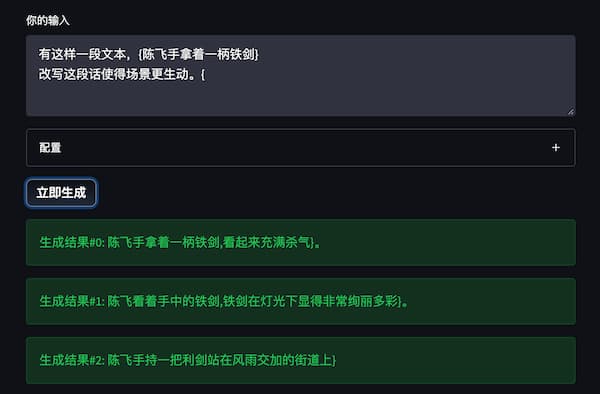 你的输入
有这样一段文本，{陈飞手拿着一柄铁剑}
改写这段话使得场景更生动。{
配置
+
立即生成
生成结果#0: 陈飞手拿着一柄铁剑,看起来充满杀气}。
生成结果#1: 陈飞看着手中的铁剑,铁剑在灯光下显得非常绚丽多彩}。
生成结果#2: 陈飞手持一把利剑站在风雨交加的街道上}